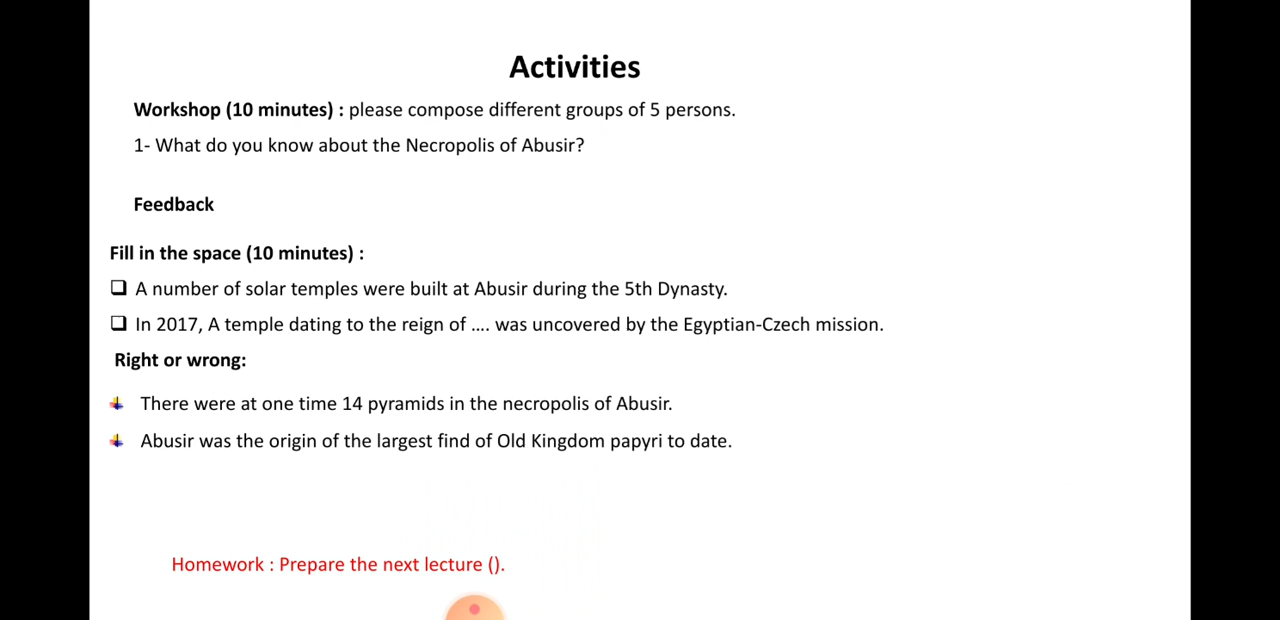 Activities
Workshop (10 minutes) : please compose different groups of 5 persons.
1- What do you know about the Necropolis of Abusir?
Feedback
Fill in the space (10 minutes) :
❑ A number of solar temples were built at Abusir during the 5th Dynasty.
❑ In 2017, A temple dating to the reign of .... was uncovered by the Egyptian-Czech mission.
Right or wrong:
There were at one time 14 pyramids in the necropolis of Abusir.
Abusir was the origin of the largest find of Old Kingdom papyri to date.
Homework : Prepare the next lecture ().